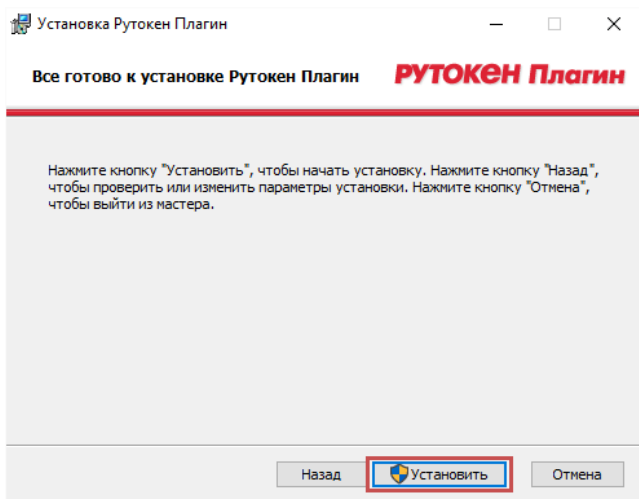 Установка Рутокен Плагин
Все готово к установке Рутокен Плагин
РУТОКЕН Плагин
Нажмите кнопку "Установить", чтобы начать установку. Нажмите кнопку "Назад",
чтобы проверить или изменить параметры установки. Нажмите кнопку "Отмена",
чтобы выйти из мастера.
Назад
Установить
Отмена